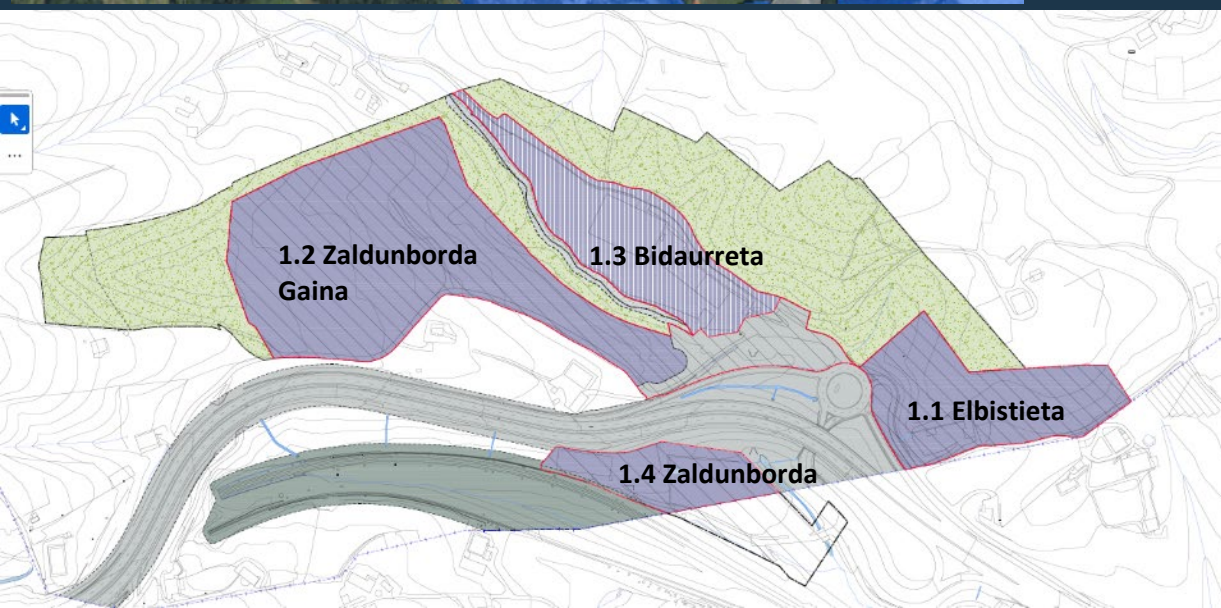 1.2 Zaldunborda
Gaina
1.3 Bidaurreta
1.1 Elbistieta
1.4 Zaldunborda